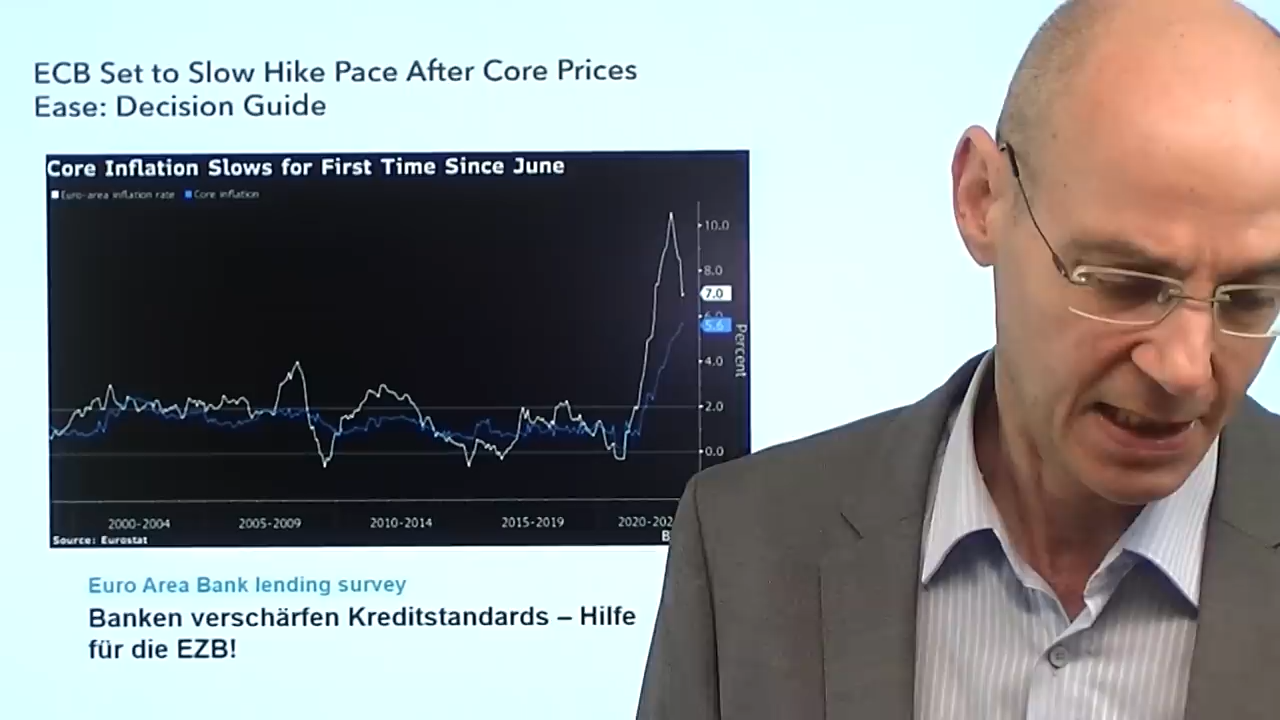 ECB Set to Slow Hike Pace After Core Prices
Ease: Decision Guide
Core Inflation Slows for First Time Since June
Euro-area inflation rate Core inflation
10.0
8.0
7.0
6.0
5.6
Percent
4.0
2.0
0.0
2000-2004 2005-2009 2010-2014 2015-2019
Source: Eurostat
Euro Area Bank lending survey
Banken verschärfen Kreditstandards – Hilfe
für die EZB!